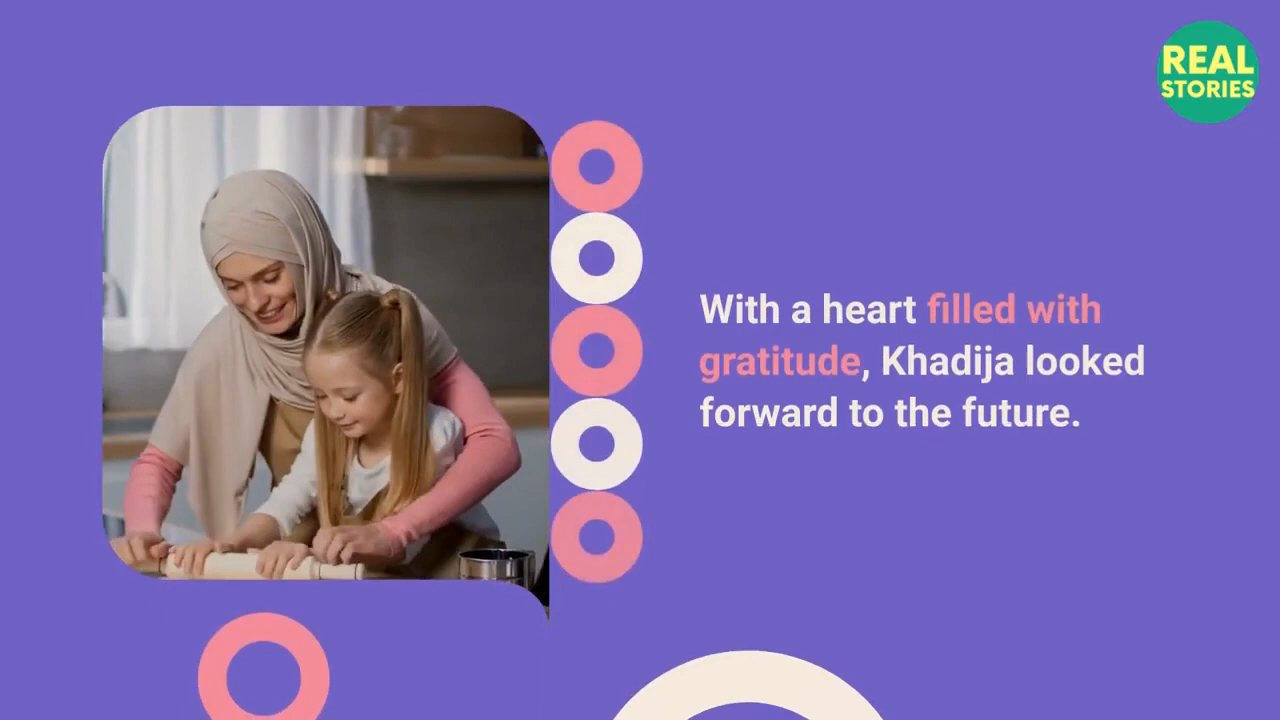 REAL
STORIES
With a heart filled with
gratitude, Khadija looked
forward to the future.